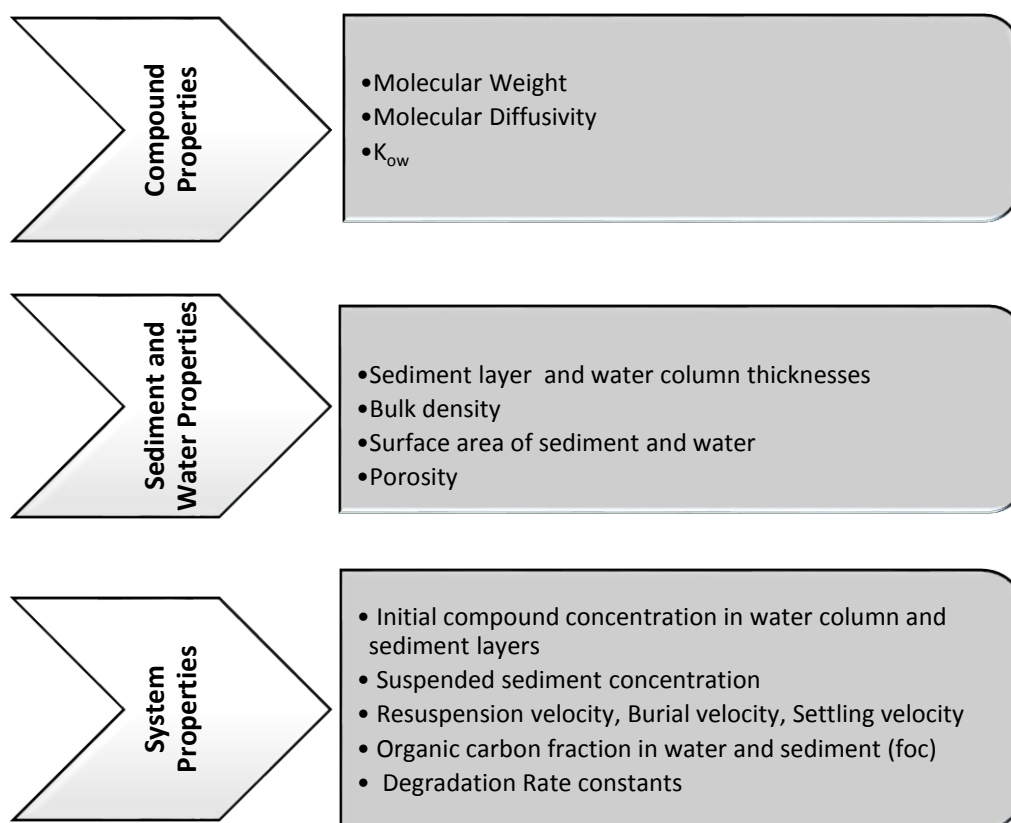 Compound
Properties
•Molecular Weight
•Molecular Diffusivity
•Kow
Sediment and
Water Properties
•Sediment layer and water column thicknesses
•Bulk density
•Surface area of sediment and water
•Porosity
System
Properties
• Initial compound concentration in water column and
sediment layers
• Suspended sediment concentration
• Resuspension velocity, Burial velocity, Settling velocity
• Organic carbon fraction in water and sediment (foc)
• Degradation Rate constants